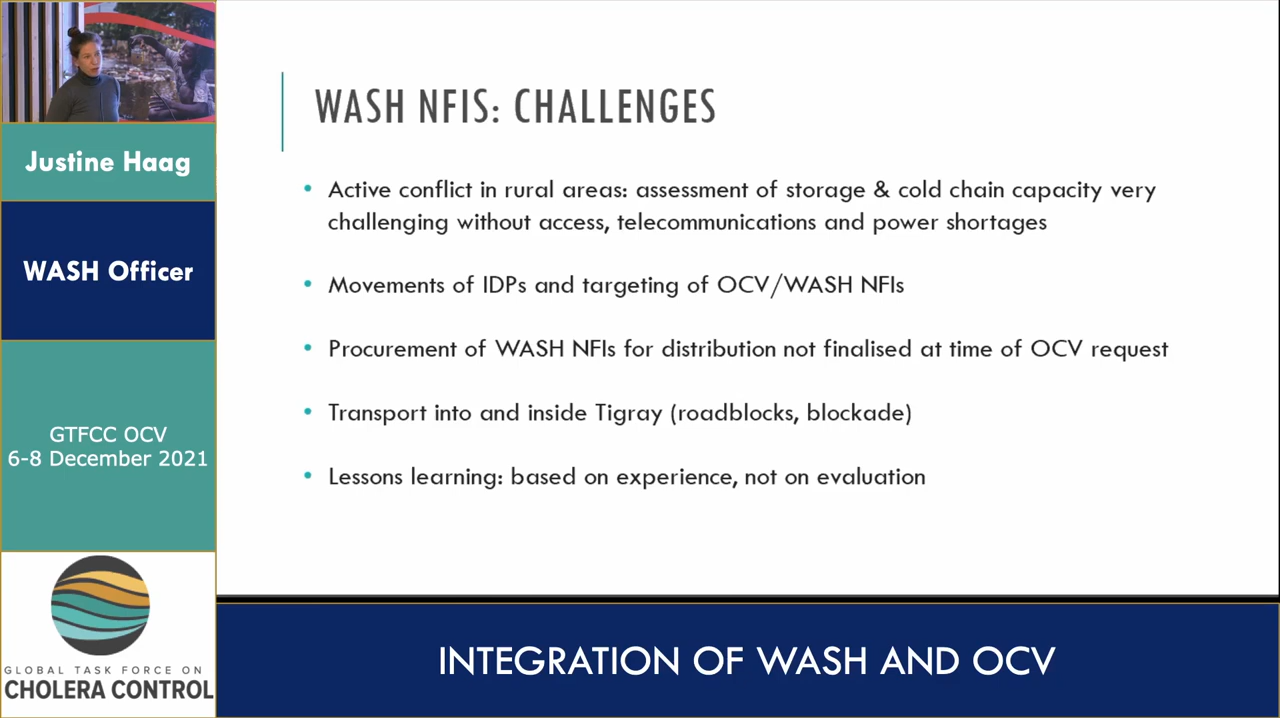 Justine Haag
WASH Officer
GTFCC OCV
6-8 December 2021
GLOBAL TASK FORCE ON
CHOLERA CONTROL
WASH NFIS: CHALLENGES
• Active conflict in rural areas: assessment of storage & cold chain capacity very
challenging without access, telecommunications and power shortages
• Movements of IDPs and targeting of OCV/WASH NFIs
• Procurement of WASH NFIs for distribution not finalised at time of OCV request
• Transport into and inside Tigray (roadblocks, blockade)
• Lessons learning: based on experience, not on evaluation
INTEGRATION OF WASH AND OCV